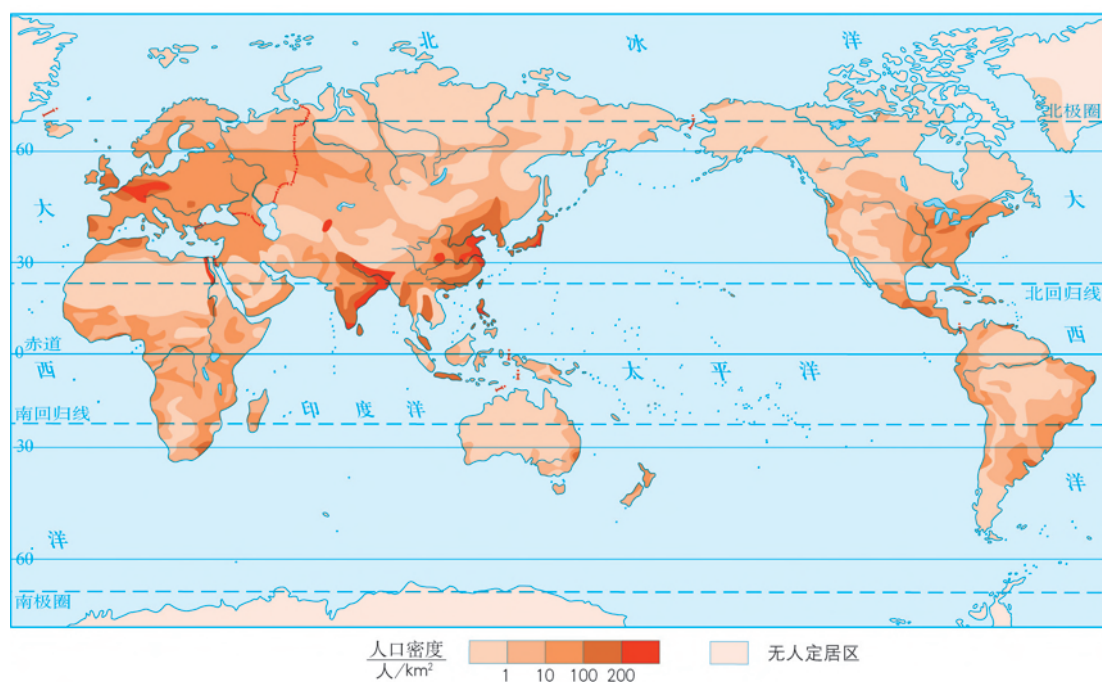 北 冰 洋
北极圈
60
大
大
30
北回归线
赤道
0
西
西
太 平 洋
印 度 洋
南回归线
30
洋
洋
60
南极圈
人口密度
人/km²
1 10 100 200
无人定居区